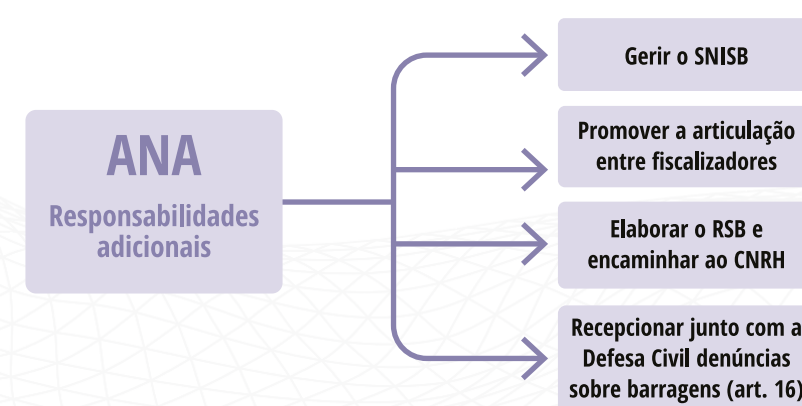 ANA
Responsabilidades
adicionais
Gerir o SNISB
Promover a articulação
entre fiscalizadores
Elaborar o RSB e
encaminhar ao CNRH
Recepcionar junto com a
Defesa Civil denúncias
sobre barragens (art. 16)